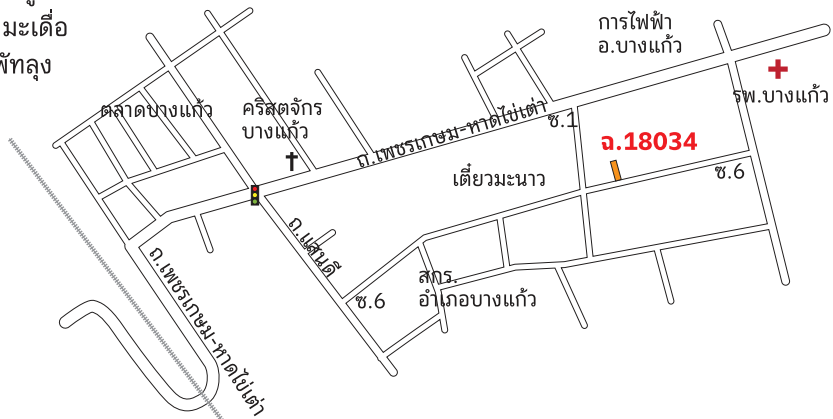 มะเดื่อ
พัทลุง
การไฟฟ้า
อ.บางแก้ว
รพ.บางแก้ว
ตลาดบางแก้ว
คริสตจักร
บางแก้ว
ถ.เพชรเกษม-หาดไข่เต่า
ซ.1
ฉ.18034
เตี๋ยวมะนาว
ซ.6
ถ.แสนดี
ถ.เพชรเกษม-หาดไข่เต่า
สกร.
อำเภอบางแก้ว
ซ.6